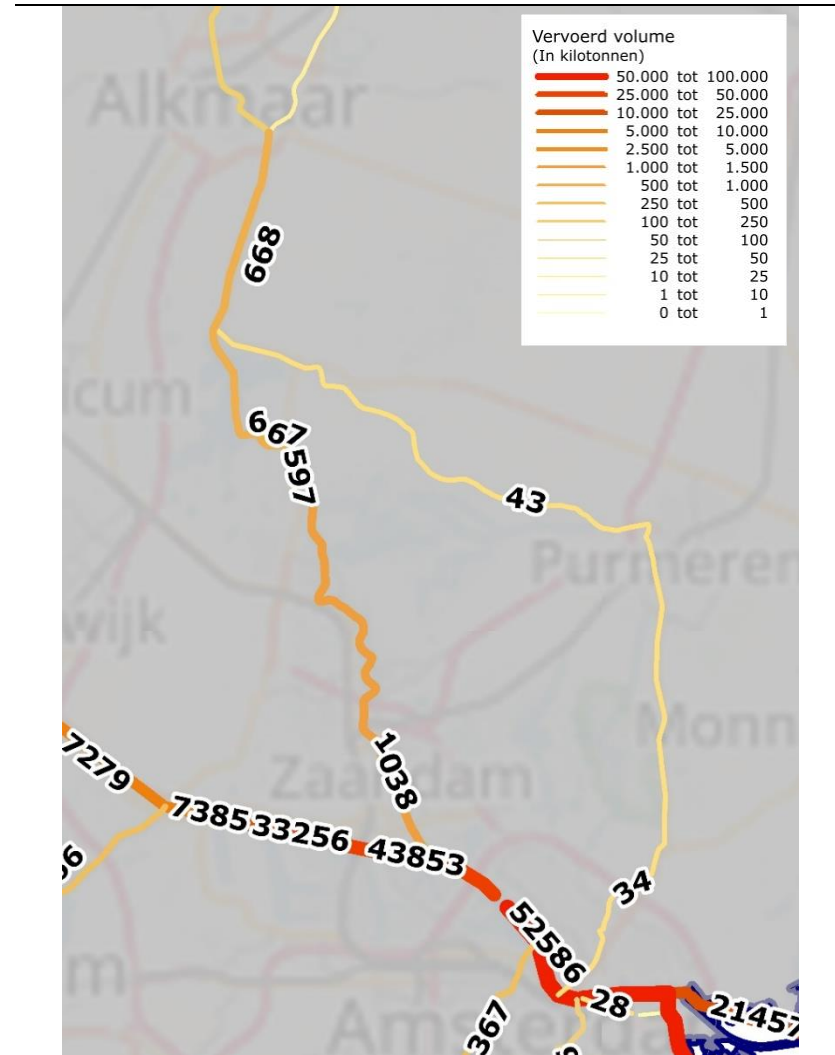 Vervoerd volume
(In kilotonnen)
50.000 tot 100.000
25.000 tot 50.000
10.000 tot 25.000
5.000 tot 10.000
2.500 tot 5.000
1.000 tot 1.500
500 tot 1.000
250 tot 500
100 tot 250
50 tot 100
25 tot 50
10 tot 25
1 tot 10
0 tot 1
Alkmaar
668
icum
667
597
43
Purmeren
wijk
Monn
7279
Zaandam
1038
7385
33256
43853
34
52586
m
28
21457
367
Amsterda